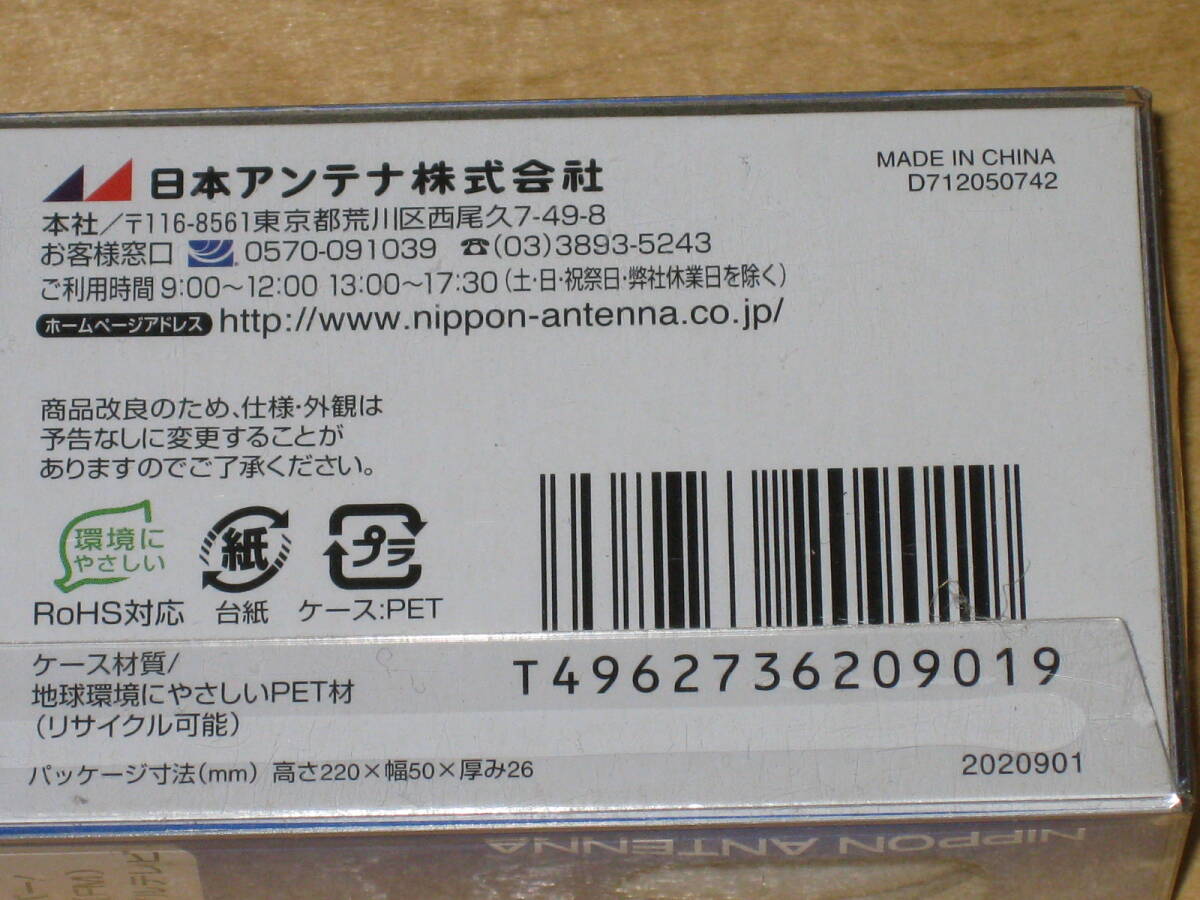 日本アンテナ株式会社
MADE IN CHINA
D712050742
本社／〒116-8561東京都荒川区西尾久7-49-8
お客様窓口 0570-091039 ☎(03)3893-5243
ご利用時間 9:00〜12:00 13:00〜17:30（土・日・祝祭日・弊社休業日を除く）
ホームページアドレス http://www.nippon-antenna.co.jp/
商品改良のため、仕様・外観は
予告なしに変更することが
ありますのでご了承ください。
環境に
やさしい
紙
プラ
RoHS対応 台紙 ケース:PET
ケース材質/
地球環境にやさしいPET材
（リサイクル可能）
T4962736209019
パッケージ寸法(mm) 高さ220×幅50×厚み26
2020901
NIPPON ANTENNA